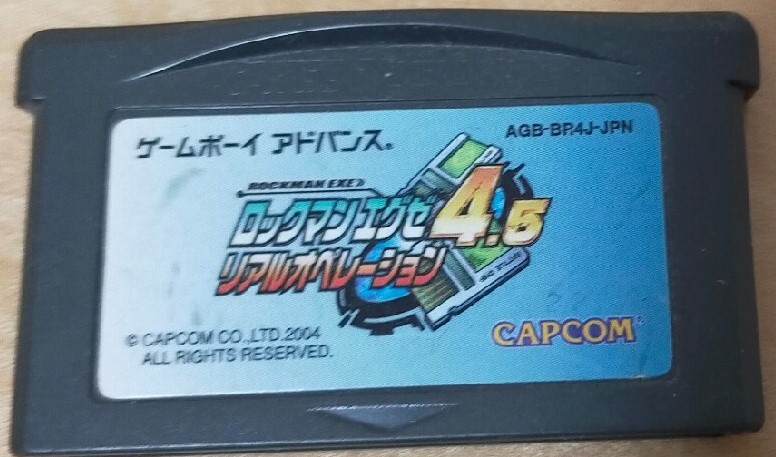 ゲームボーイ アドバンス®
AGB-BR4J-JPN
ROCKMAN EXE
ロックマンエグゼ4.5
リアルオペレーション
© CAPCOM CO.,LTD.2004
ALL RIGHTS RESERVED.
CAPCOM®